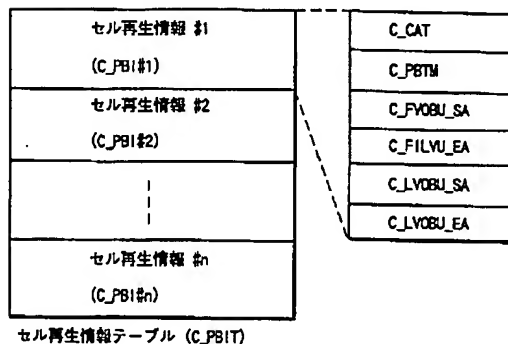 セル再生情報 #1
(C_PBI#1)
セル再生情報 #2
(C_PBI#2)
セル再生情報 #n
(C_PBI#n)
セル再生情報テーブル (C_PBIT)
C_CAT
C_PBTM
C_FVOBU_SA
C_FILVU_EA
C_LVOBU_SA
C_LVOBU_EA